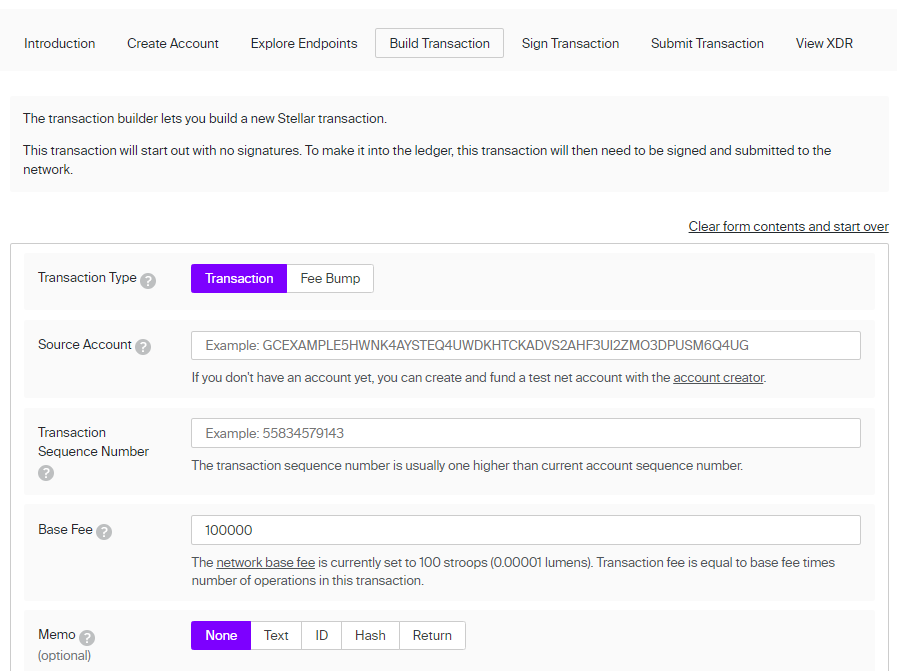 Introduction Create Account Explore Endpoints Build Transaction Sign Transaction Submit Transaction View XDR
The transaction builder lets you build a new Stellar transaction.
This transaction will start out with no signatures. To make it into the ledger, this transaction will then need to be signed and submitted to the
network.
Clear form contents and start over
Transaction Type ? Transaction Fee Bump
Source Account ? Example: GCEXAMPLE5HWNK4AYSTEQ4UWDKHTCKADVS2AHF3UI2ZMO3DPUSM6Q4UG
If you don't have an account yet, you can create and fund a test net account with the account creator.
Transaction
Sequence Number
?
Example: 55834579143
The transaction sequence number is usually one higher than current account sequence number.
Base Fee ? 100000
The network base fee is currently set to 100 stroops (0.00001 lumens). Transaction fee is equal to base fee times
number of operations in this transaction.
Memo ? None Text ID Hash Return
(optional)